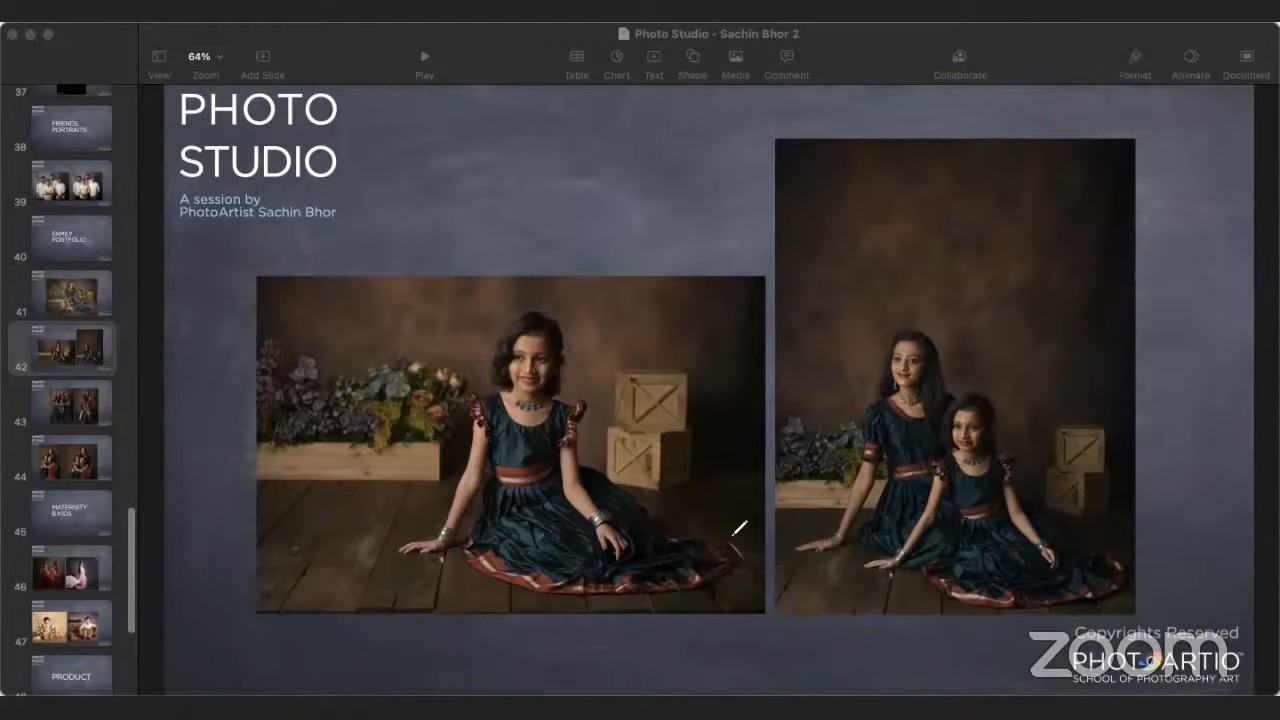 Photo Studio - Sachin Bhor 2
64%
View
Zoom
Add Slide
Play
Table
Chart
Text
Shape
Media
Comment
Collaborate
Format
Animate
Document
37
38
FRIENDS
PORTRAITS
39
40
FAMILY
PORTFOLIO
41
42
43
44
45
MATERNITY
& KIDS
46
47
PRODUCT
PHOTO
STUDIO
A session by
PhotoArtist Sachin Bhor
Copyrights Reserved
zoom
PHOTOARTIO
SCHOOL OF PHOTOGRAPHY ART